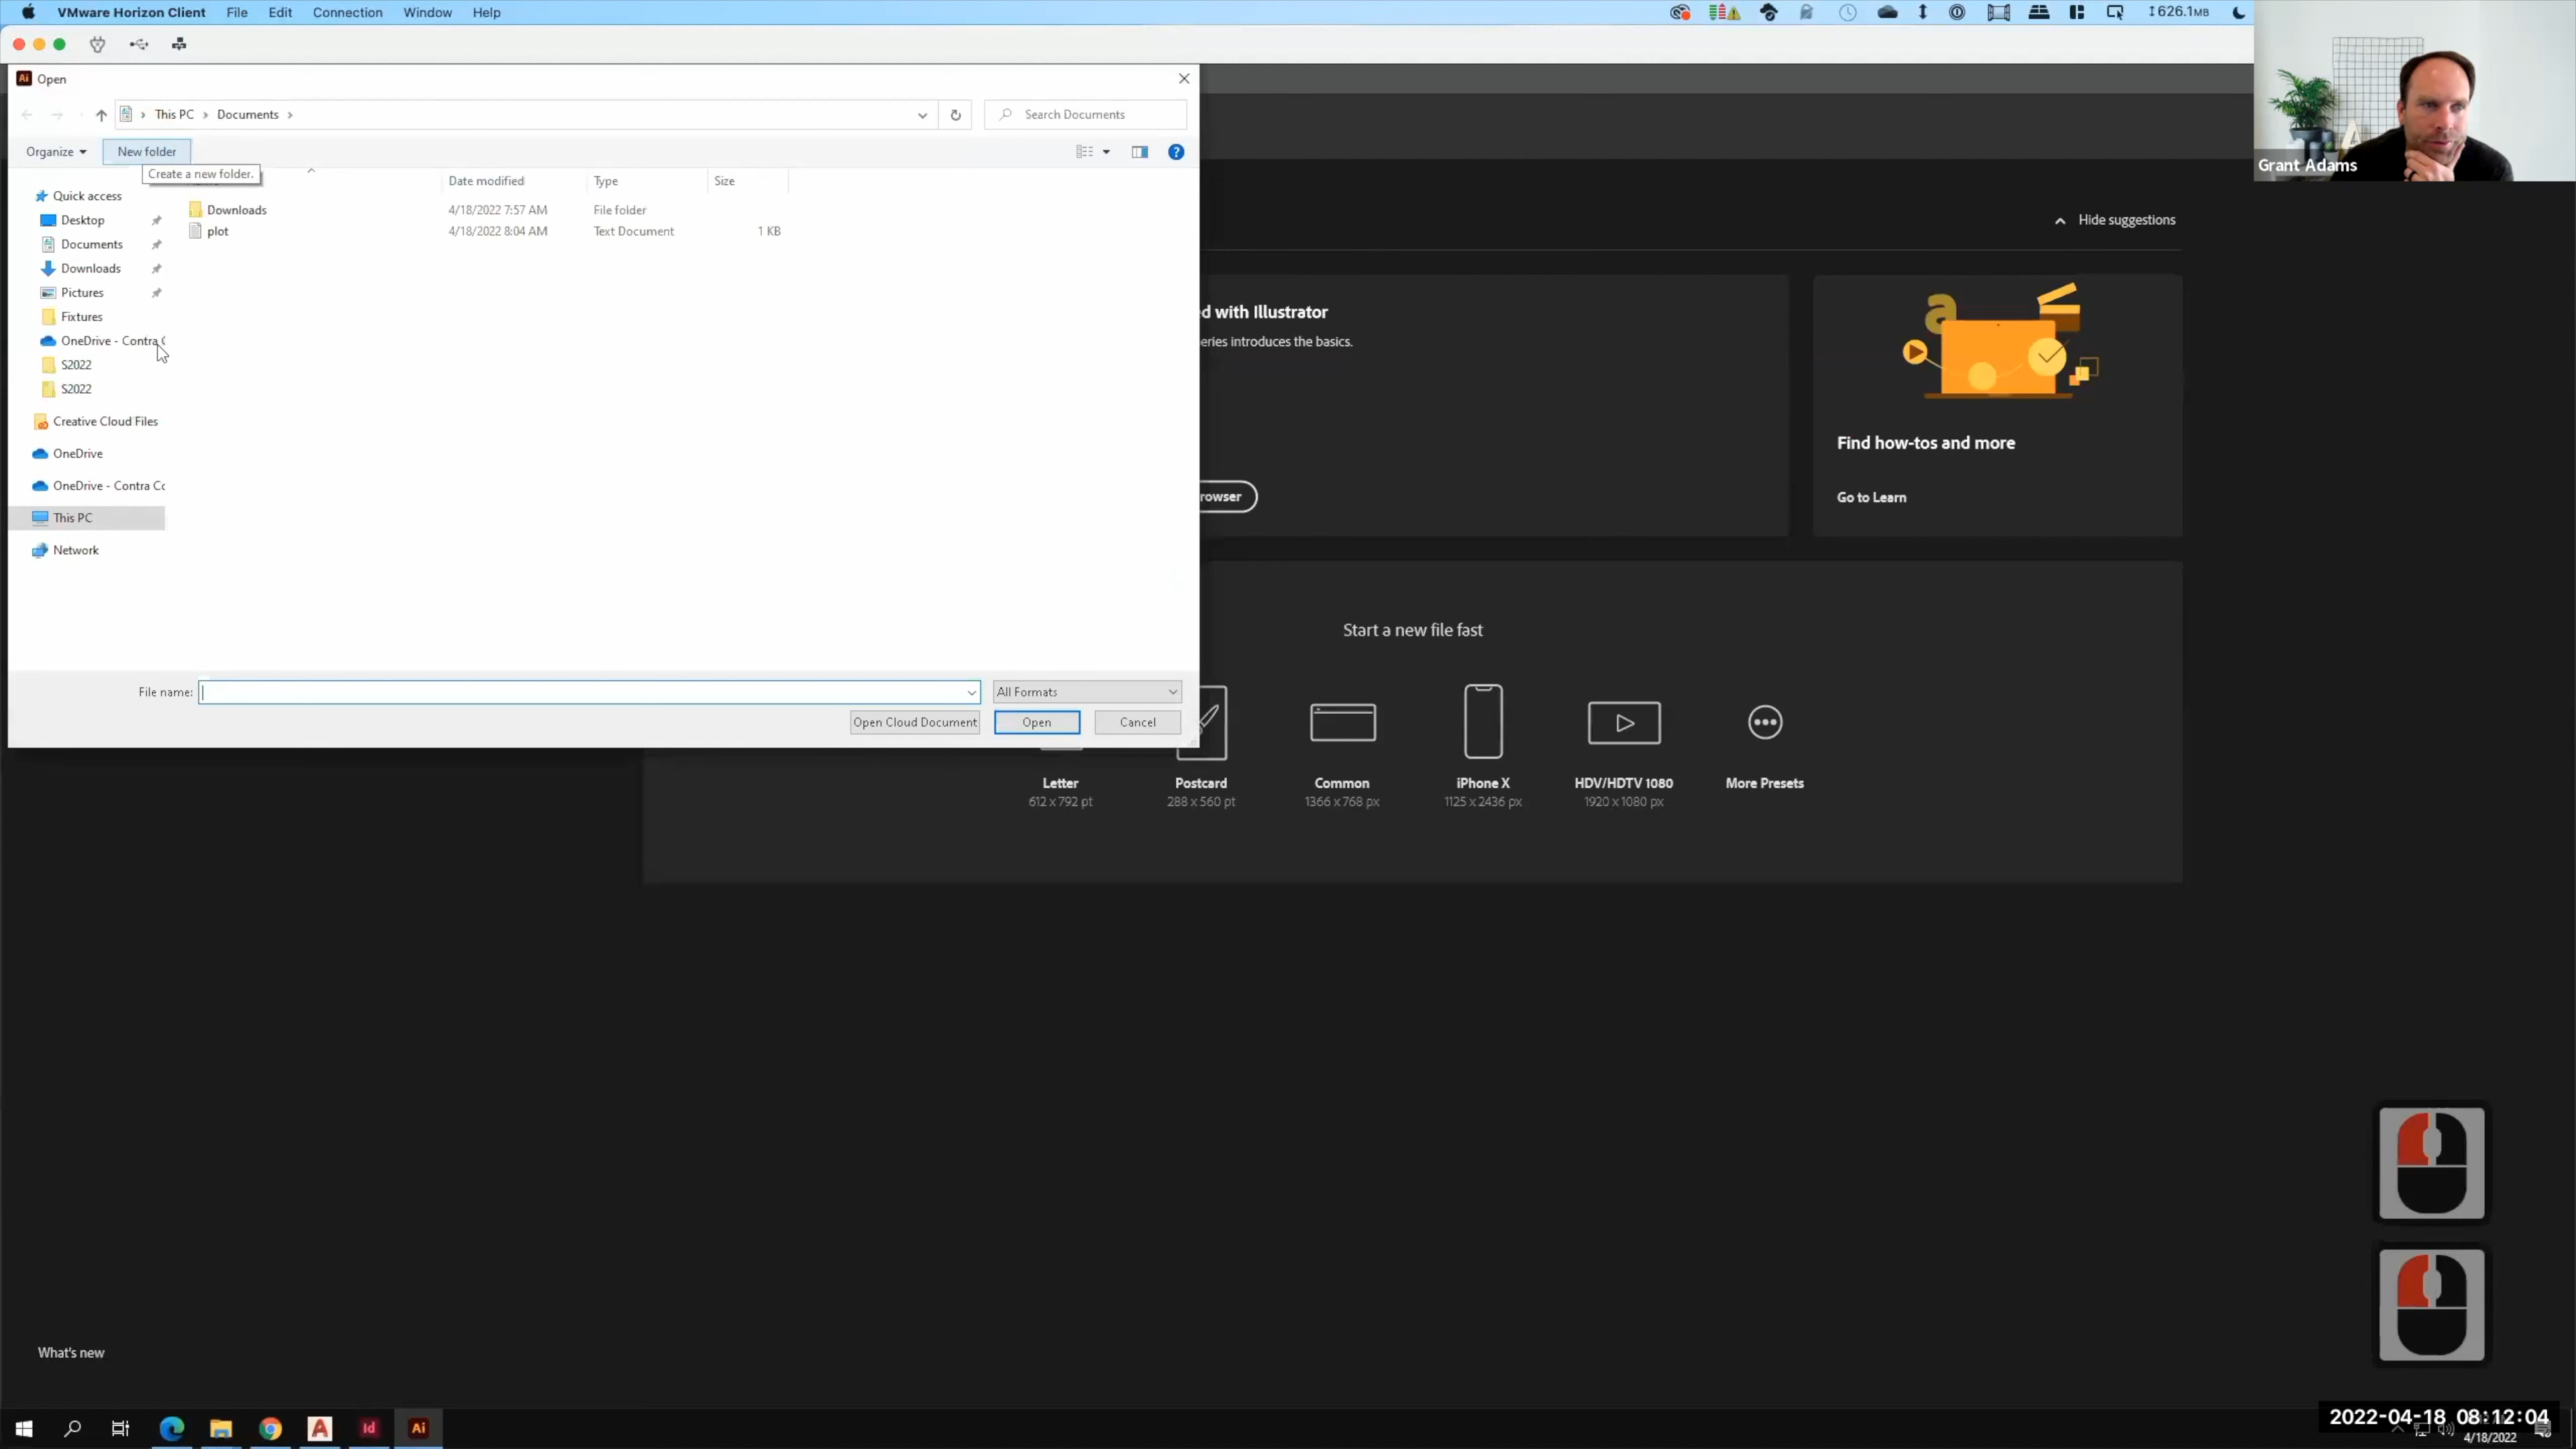 VMware Horizon Client File Edit Connection Window Help
626.1MB
Ai Open
This PC > Documents >
Search Documents
Organize New folder
Create a new folder.
Date modified Type Size
Quick access
Desktop
Documents
Downloads
Pictures
Fixtures
OneDrive - Contra C
S2022
S2022
Creative Cloud Files
OneDrive
OneDrive - Contra Co
This PC
Network
Downloads 4/18/2022 7:57 AM File folder
plot 4/18/2022 8:04 AM Text Document 1 KB
File name:
All Formats
Open Cloud Document Open Cancel
Grant Adams
Hide suggestions
d with Illustrator
eries introduces the basics.
rowser
Find how-tos and more
Go to Learn
Start a new file fast
Letter
612 x 792 pt
Postcard
288 x 560 pt
Common
1366 x 768 px
iPhone X
1125 x 2436 px
HDV/HDTV 1080
1920 x 1080 px
More Presets
What's new
A Id Ai
2022-04-18 08:12:04
4/18/2022